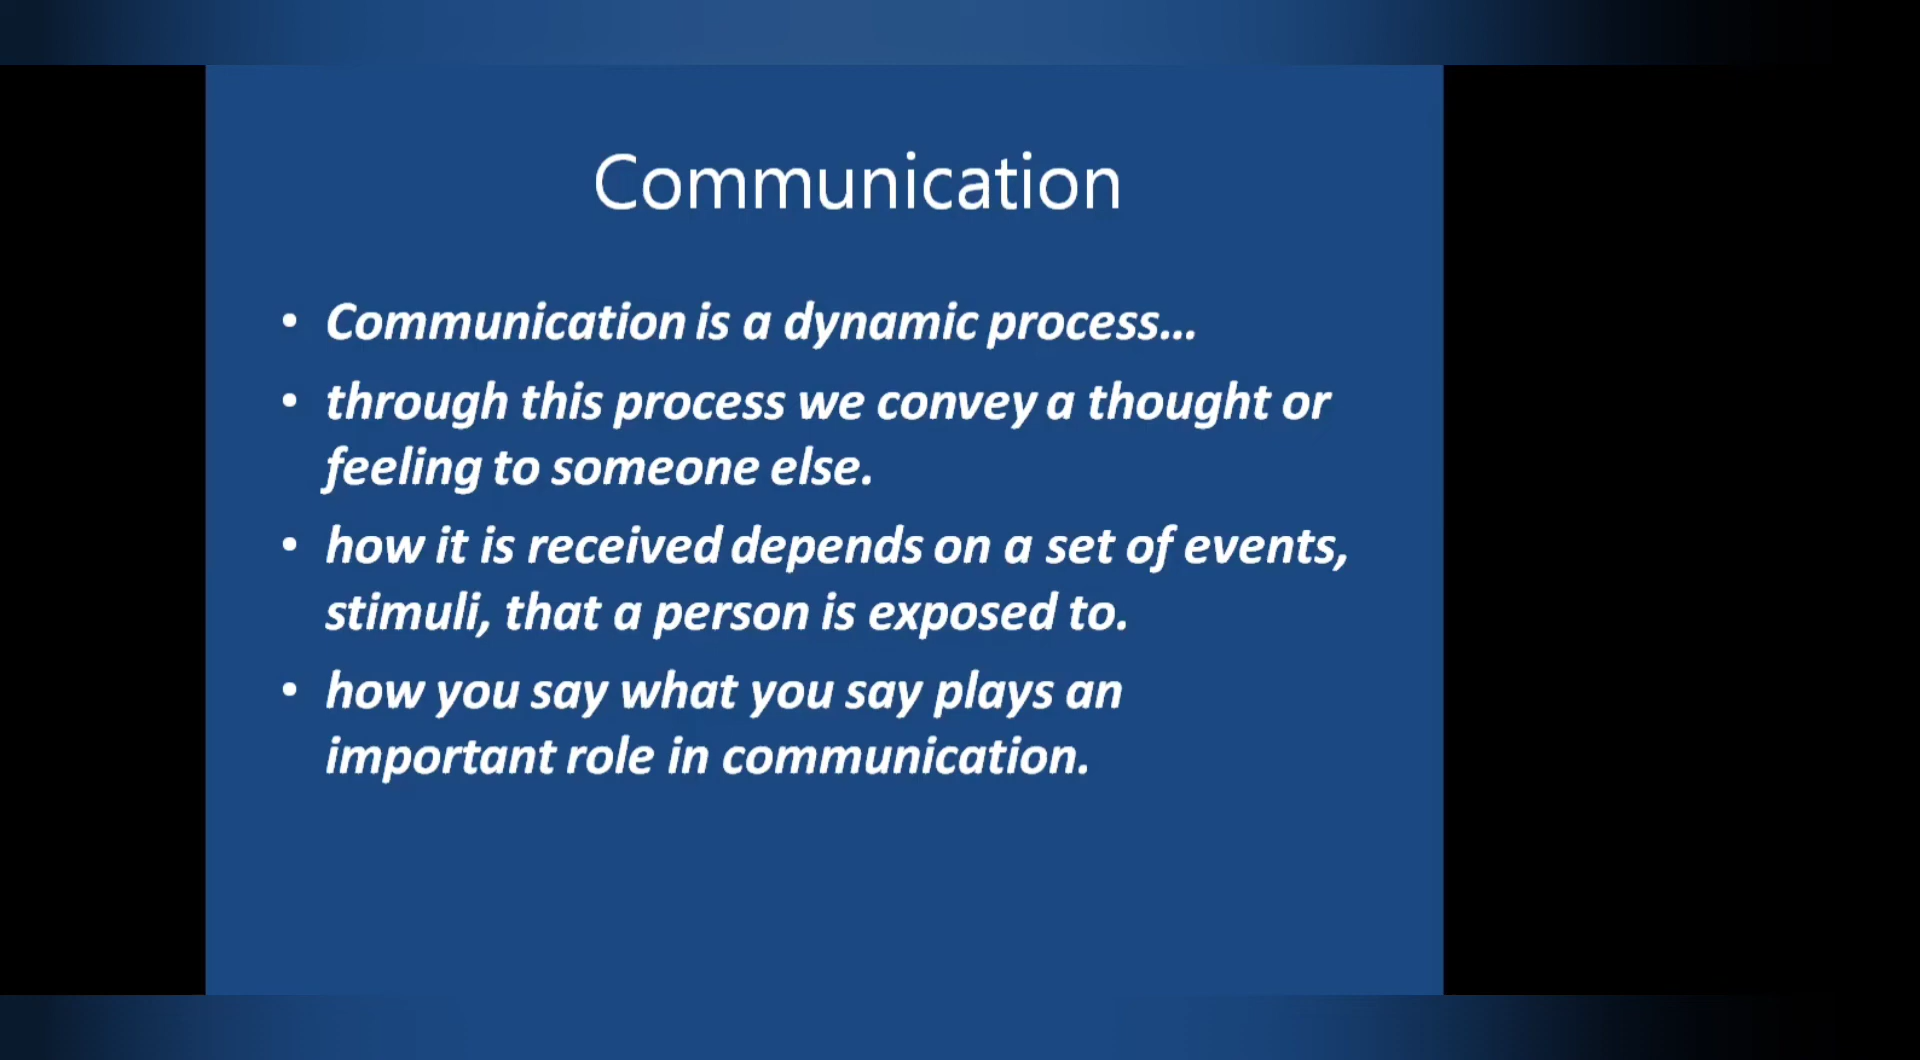 Communication
• Communication is a dynamic process...
• through this process we convey a thought or
feeling to someone else.
• how it is received depends on a set of events,
stimuli, that a person is exposed to.
• how you say what you say plays an
important role in communication.